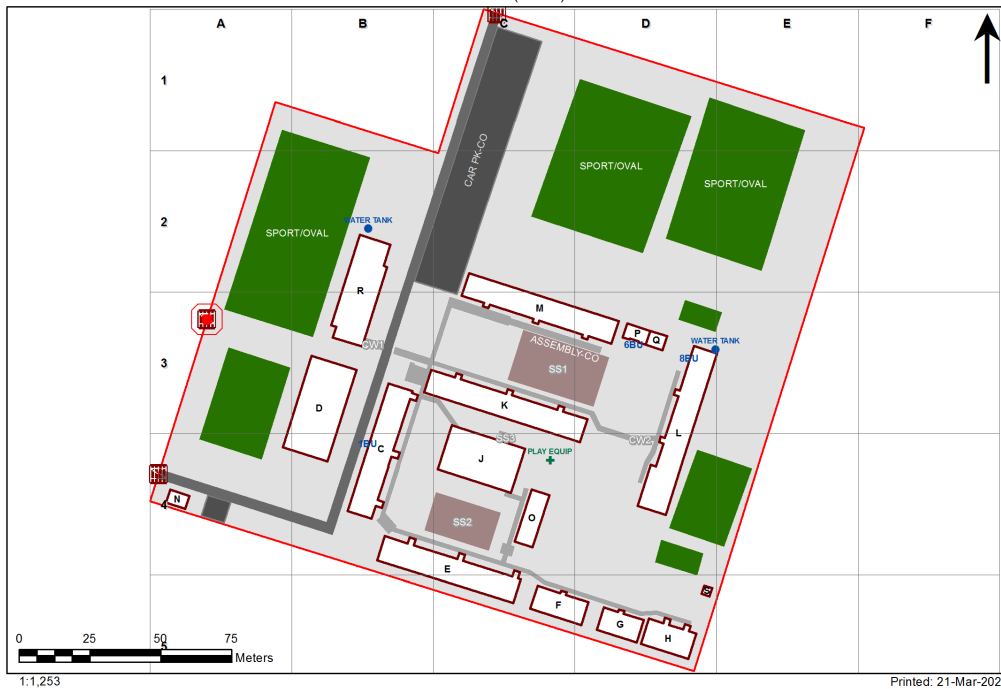 A B C D E F
1
CAR PK-CO
SPORT/OVAL
SPORT/OVAL
2
WATER TANK
SPORT/OVAL
R
M
P Q
6BU
WATER TANK
8BU
CW1
ASSEMBLY-CO
SS1
3
D
K
L
1BU
C
SS3
CW2
J
PLAY EQUIP
N
4
SS2
O
E
S
F
G
H
0 25 50 75
Meters
5
1:1,253
Printed: 21-Mar-202